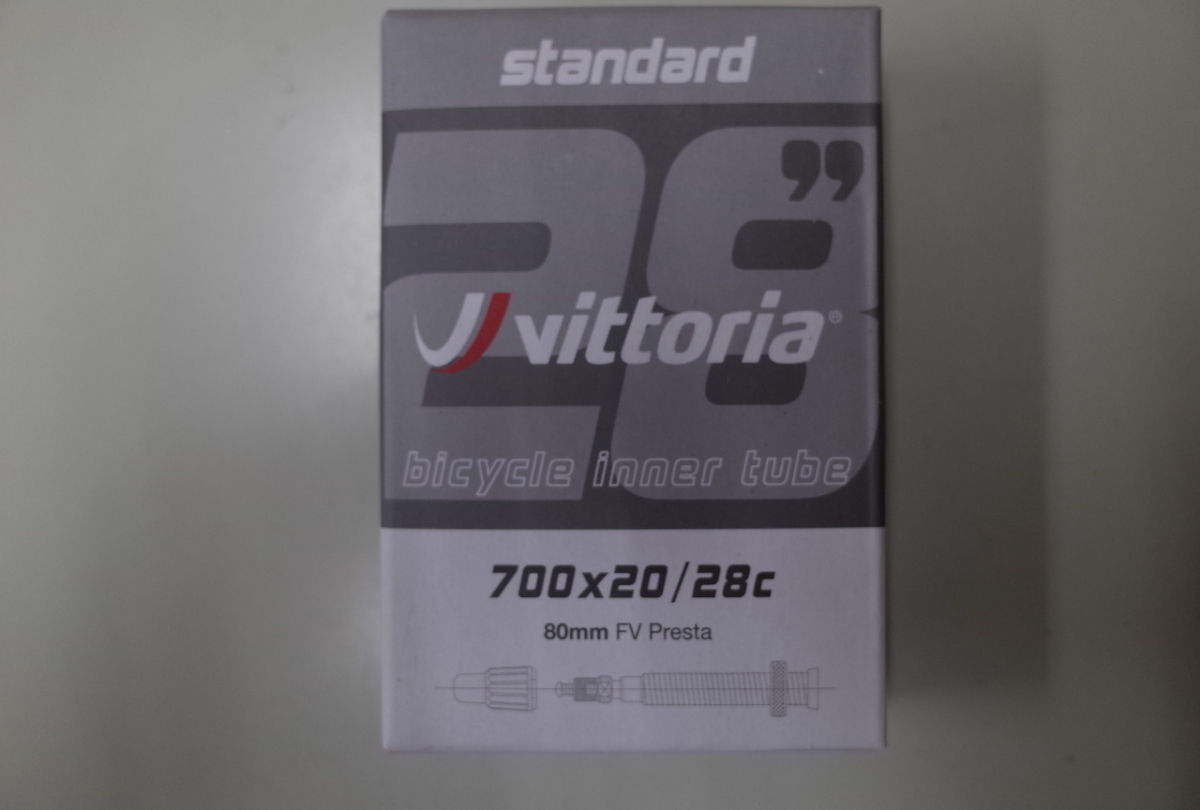 standard
28”
vittoria®
bicycle inner tube
700x20/28c
80mm FV Presta